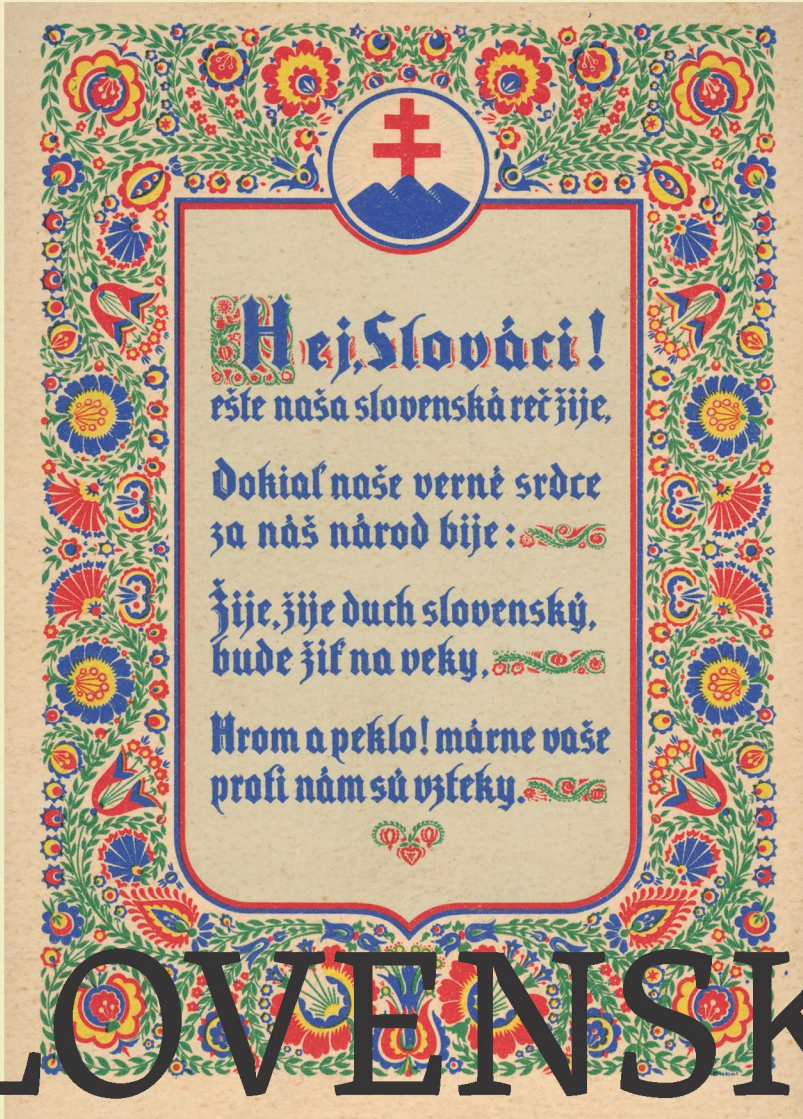 Hej, Slováci!
ešte naša slovenská reč žije,
Dokiaľ naše verné srdce
za náš národ bije:
Žije, žije duch slovenský,
bude žiť na veky,
Hrom a peklo! márne vaše
proti nám sú vzteky.
LOVENSK